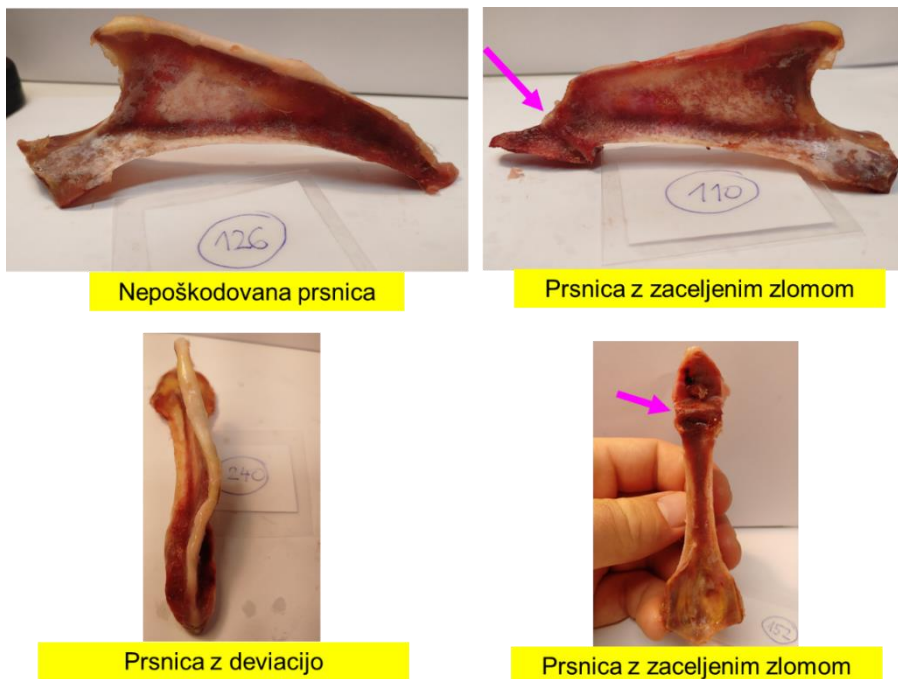 126
110
Nepoškodovana prsnica
Prsnica z zaceljenim zlomom
240
152
Prsnica z deviacijo
Prsnica z zaceljenim zlomom